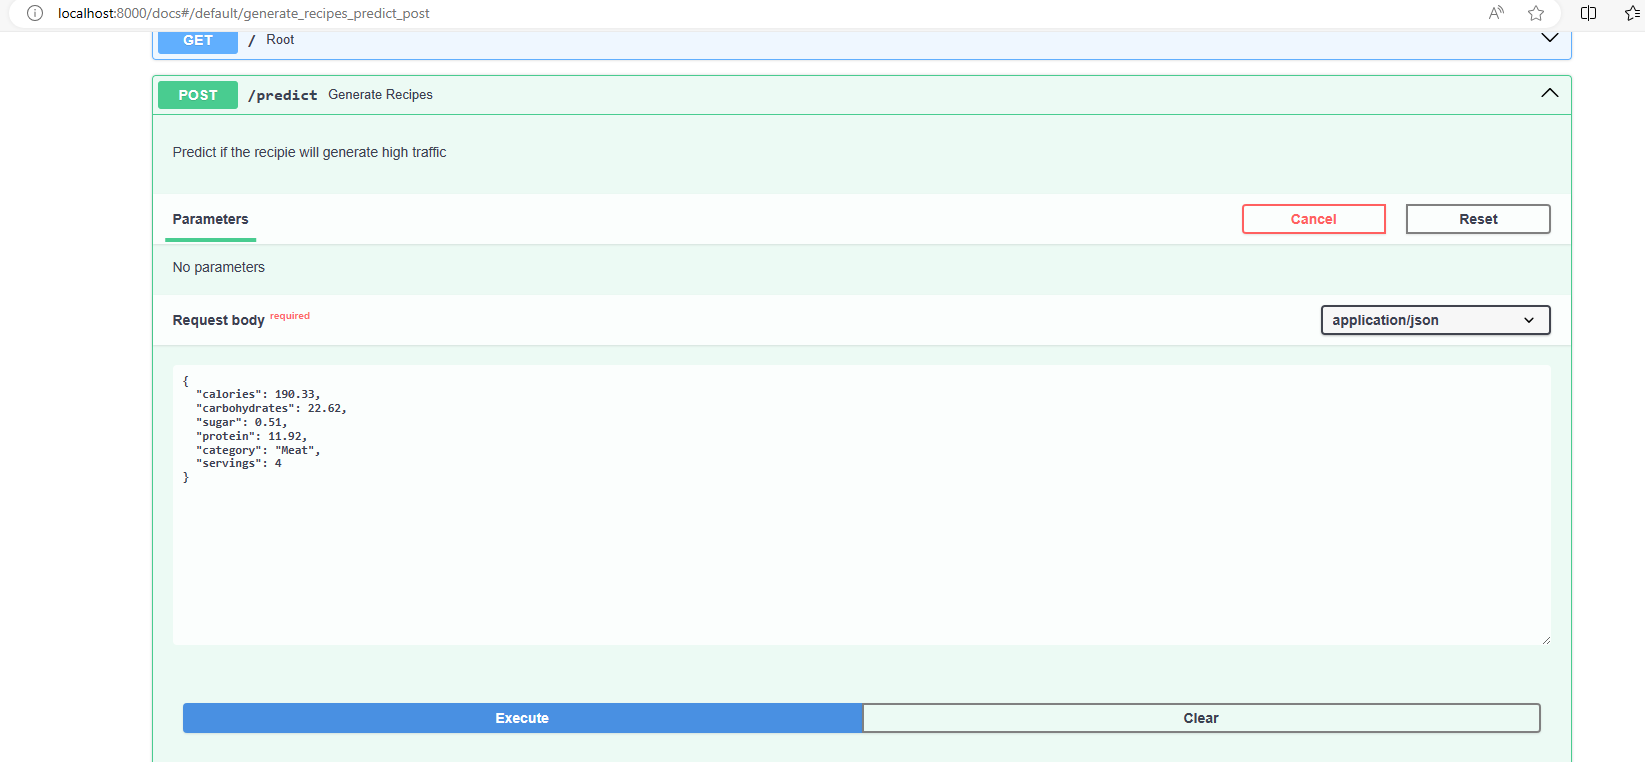 localhost:8000/docs#/default/generate_recipes_predict_post
GET / Root
POST /predict Generate Recipes
Predict if the recipie will generate high traffic
Parameters Cancel Reset
No parameters
Request body required application/json
{
"calories": 190.33,
"carbohydrates": 22.62,
"sugar": 0.51,
"protein": 11.92,
"category": "Meat",
"servings": 4
}
Execute Clear